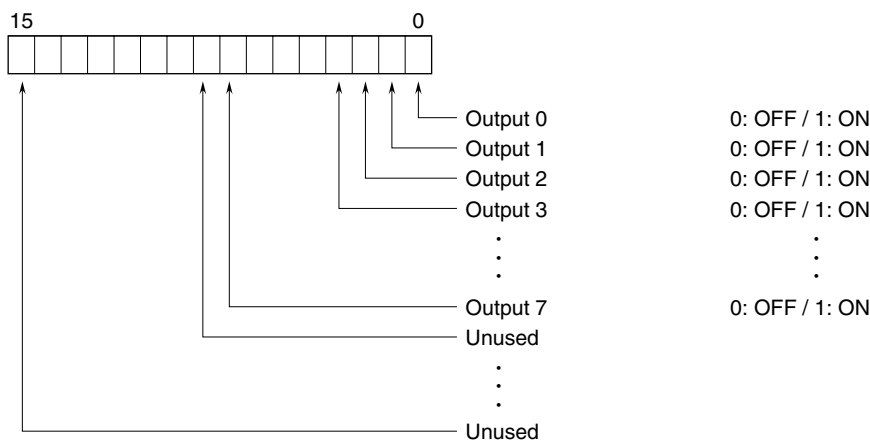 15 0
Output 0 0: OFF / 1: ON
Output 1 0: OFF / 1: ON
Output 2 0: OFF / 1: ON
Output 3 0: OFF / 1: ON
Output 7 0: OFF / 1: ON
Unused
Unused